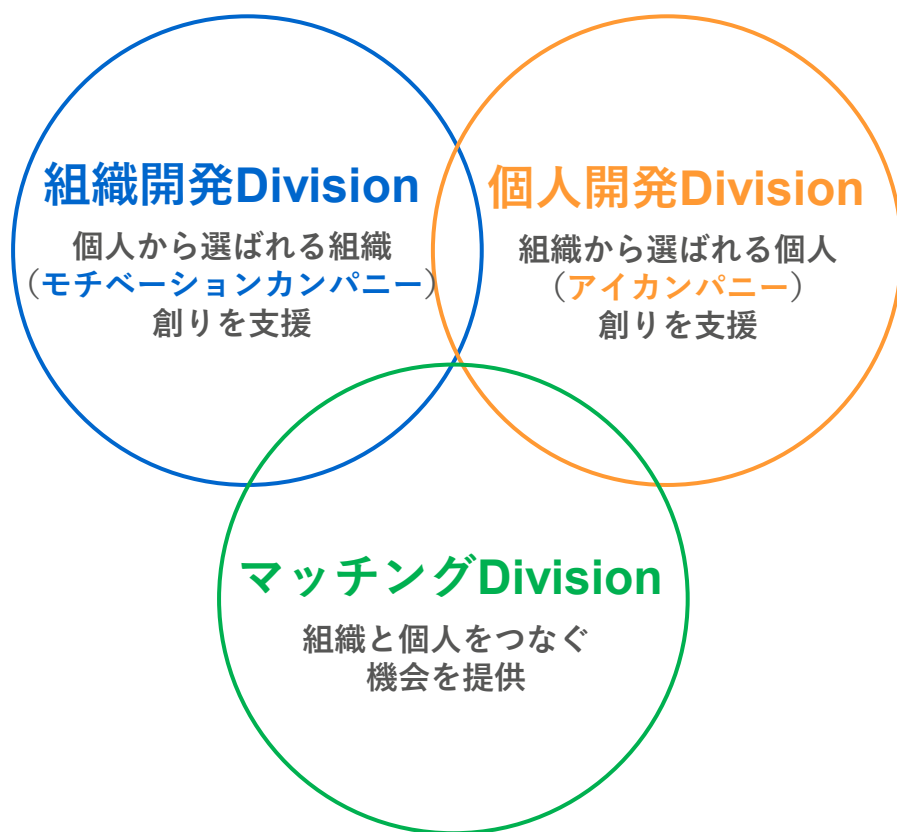 組織開発Division
個人から選ばれる組織
（モチベーションカンパニー）
創りを支援
個人開発Division
組織から選ばれる個人
（アイカンパニー）
創りを支援
マッチングDivision
組織と個人をつなぐ
機会を提供